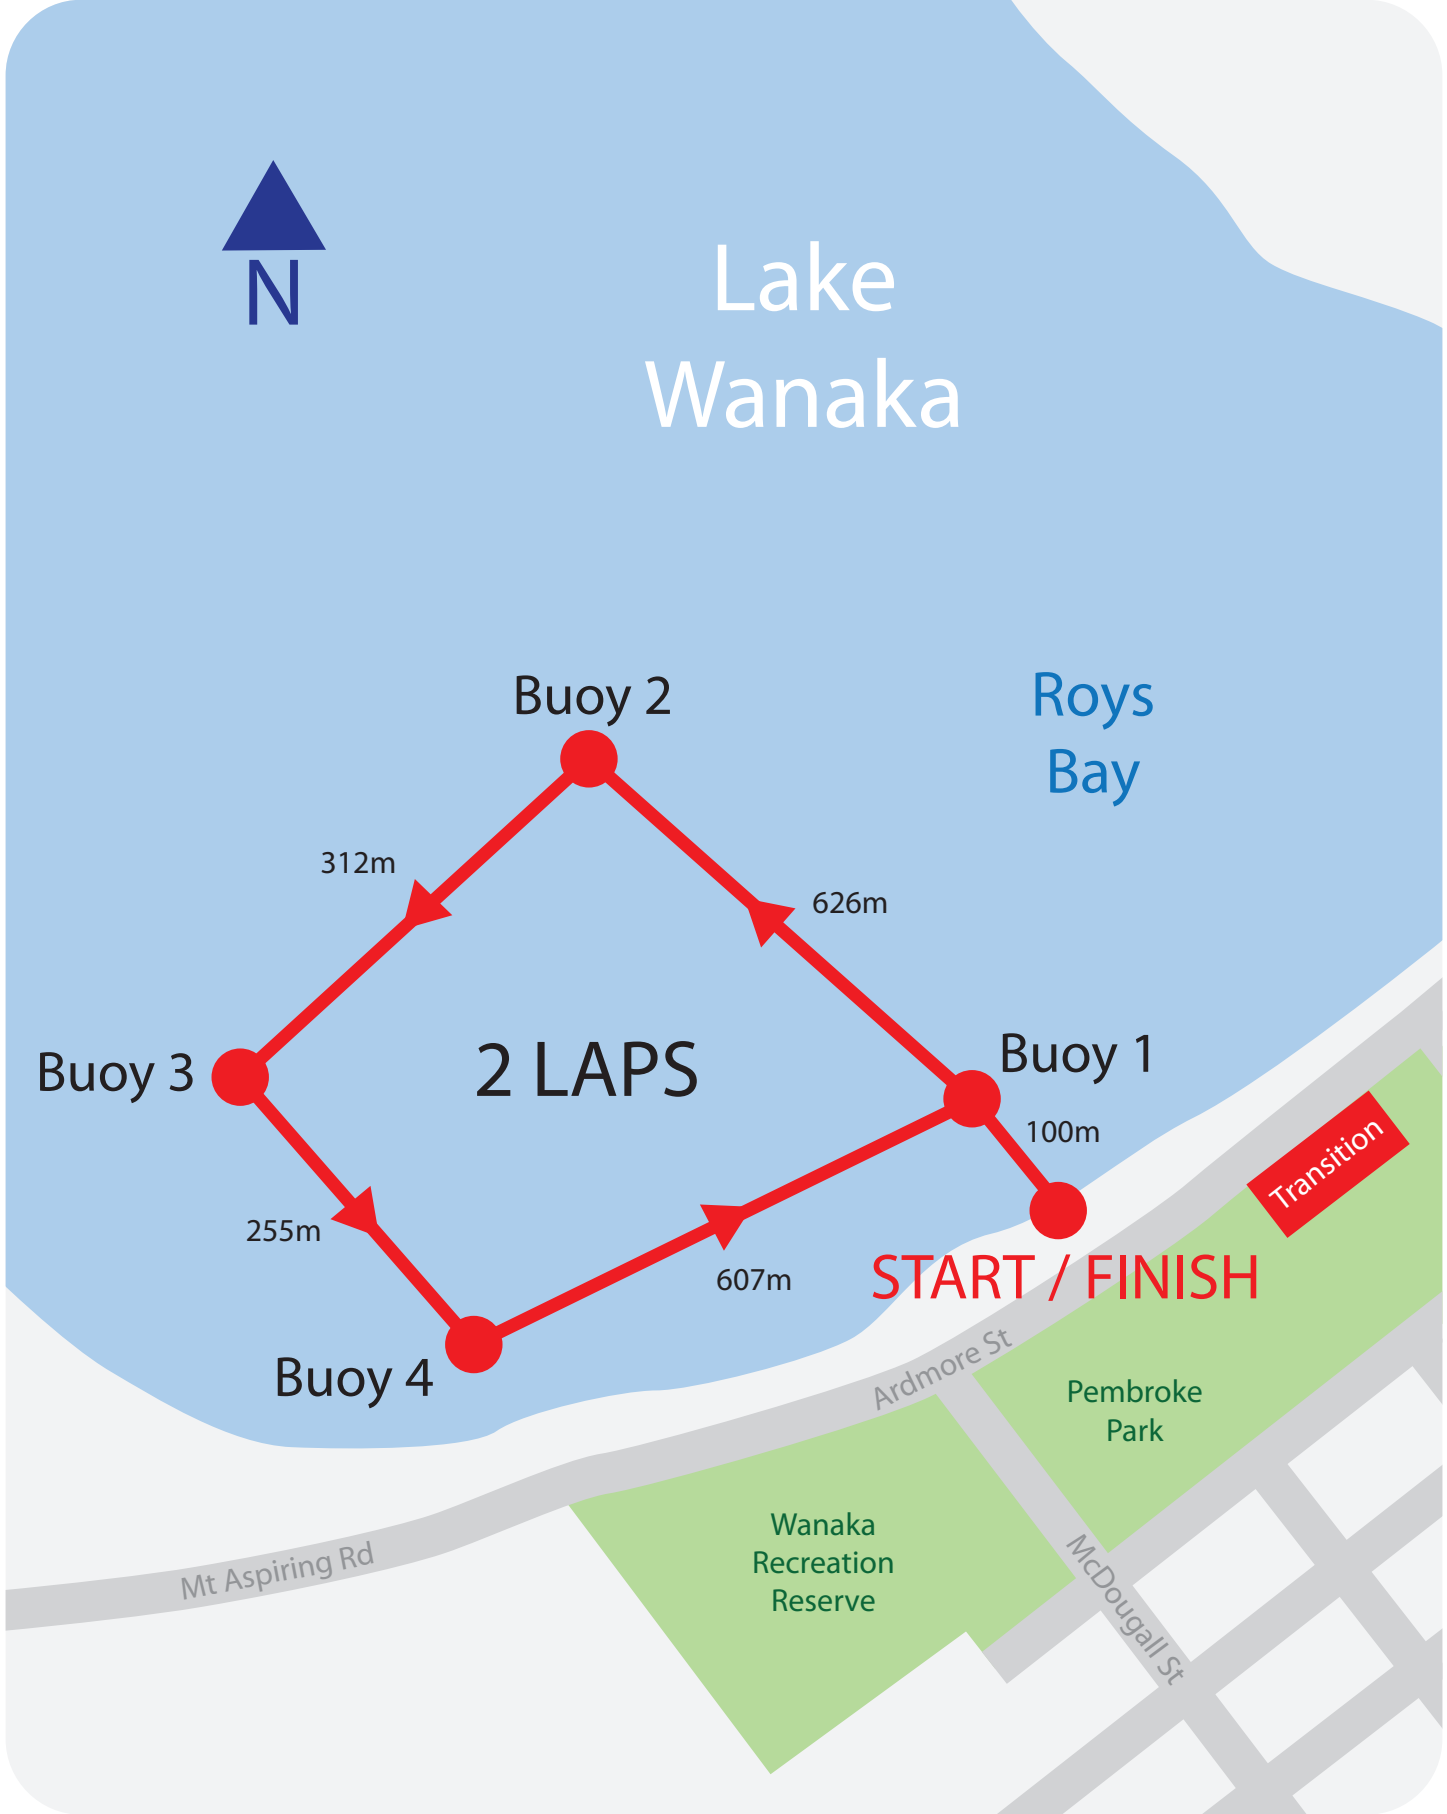 N
Lake
Wanaka
Roys
Bay
Buoy 2
312m
626m
Buoy 3
2 LAPS
Buoy 1
100m
Transition
255m
607m
START / FINISH
Buoy 4
Ardmore St
Pembroke
Park
Wanaka
Recreation
Reserve
Mt Aspiring Rd
McDougall St